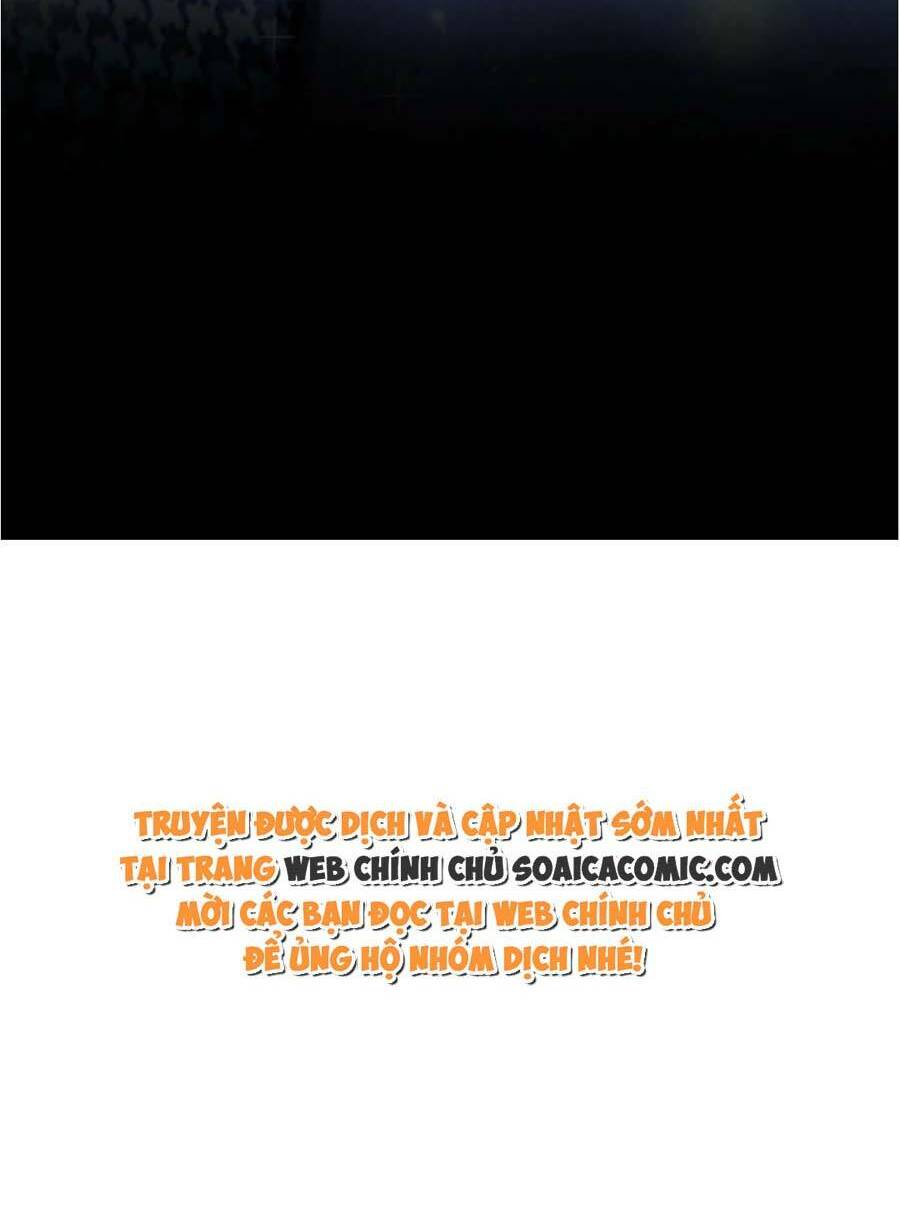 TRUYỆN ĐƯỢC DỊCH VÀ CẬP NHẬT SỚM NHẤT
TẠI TRANG WEB CHÍNH CHỦ SOAICACOMIC.COM
MỜI CÁC BẠN ĐỌC TẠI WEB CHÍNH CHỦ
ĐỂ ỦNG HỘ NHÓM DỊCH NHÉ!